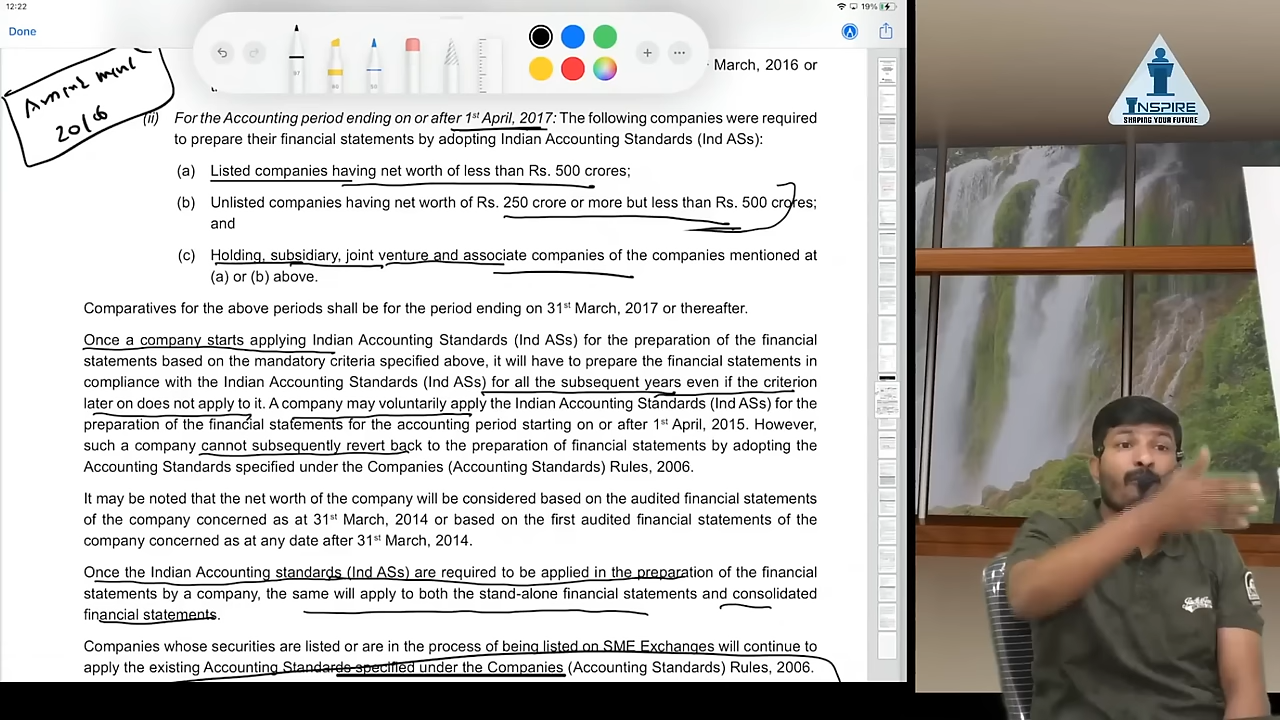 12:22
19%
Done
March, 2016 or
Amendment
2016
(ii) For the Accounting period ending on or after 1st April, 2017: The following companies were required
to prepare their financial statements by adopting Indian Accounting Standards (Ind ASs):
(a) Listed companies having net worth of less than Rs. 500 crores;
(b) Unlisted companies having net worth of Rs. 250 crore or more but less than Rs. 500 crores;
and
(c) Holding, subsidiary, joint venture and associate companies of the companies mentioned at
(a) or (b) above.
Comparatives for the above periods shall be for the period ending on 31st March, 2017 or thereafter.
Once a company starts applying Indian Accounting Standards (Ind ASs) for the preparation of the financial
statements based on the mandatory criteria specified above, it will have to prepare the financial statements in
compliance with the Indian Accounting Standards (Ind ASs) for all the subsequent years even if the criterion
later on does not apply to it. A company may voluntarily apply the Indian Accounting Standards (Ind ASs) for the
preparation of financial statements for the accounting period starting on or after 1st April, 2015. However,
such a company cannot subsequently revert back to the preparation of financial statements by adopting the
Accounting Standards specified under the Companies (Accounting Standards) Rules, 2006.
It may be noted that the net worth of the company will be considered based on the audited financial statements
of the company concerned as at 31st March, 2014 or based on the first audited financial statements of the
company concerned as at any date after 31st March, 2014.
Once the Indian Accounting standards (Ind ASs) are required to be applied in the preparation of the financial
statements by a company, the same will apply to both the stand-alone financial statements and consolidated
financial statements.
Companies whose securities are listed or are in the process of being listed on SME Exchanges will continue to
apply the existing Accounting Standards specified under the Companies (Accounting Standards) Rules, 2006.
INSPIRE
SHAPING YOUR FUTURE